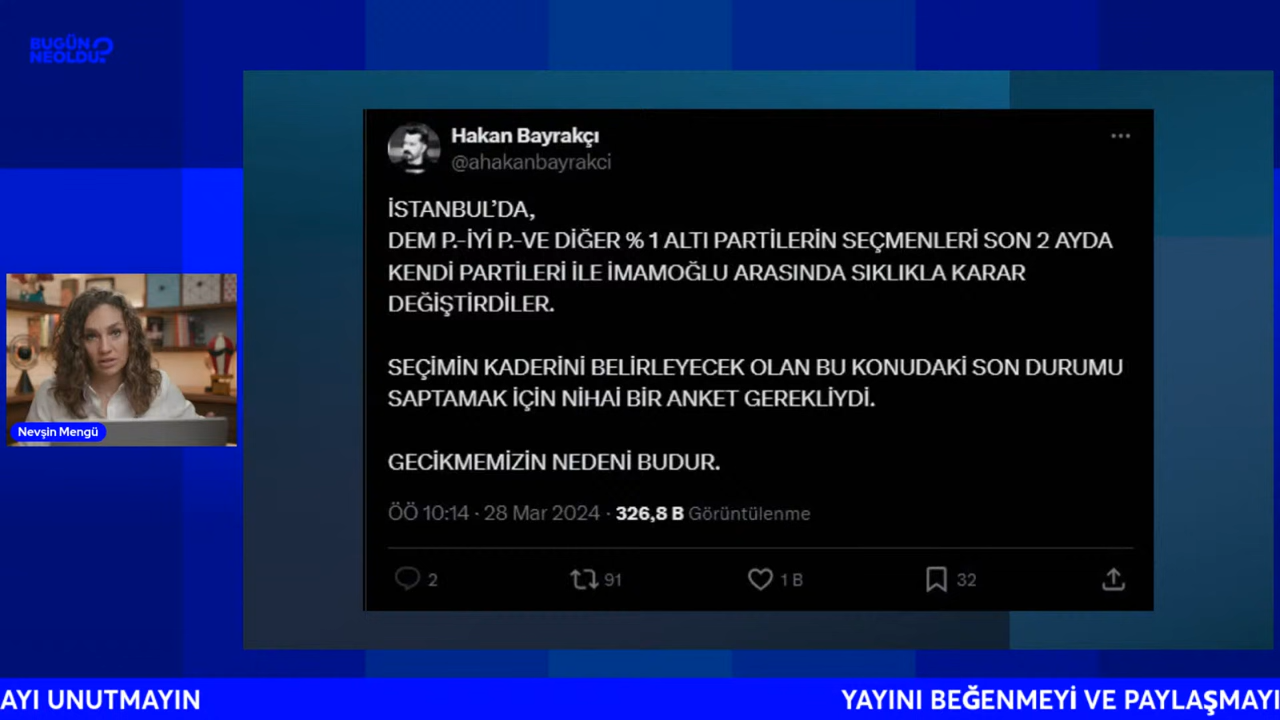 BUGÜN
NEOLDU?
Hakan Bayrakçı
@ahakanbayrakci
İSTANBUL'DA,
DEM P.-İYİ P.-VE DİĞER % 1 ALTI PARTİLERİN SEÇMENLERİ SON 2 AYDA
KENDİ PARTİLERİ İLE İMAMOĞLU ARASINDA SIKLIKLA KARAR
DEĞİŞTİRDİLER.
SEÇİMİN KADERİNİ BELİRLEYECEK OLAN BU KONUDAKİ SON DURUMU
SAPTAMAK İÇİN NİHAİ BİR ANKET GEREKLİYDİ.
GECİKMEMİZİN NEDENİ BUDUR.
ÖÖ 10:14 · 28 Mar 2024 · 326,8 B Görüntülenme
2 91 1 B 32
Nevşin Mengü
AYI UNUTMAYIN YAYINI BEĞENMEYİ VE PAYLAŞMAYI